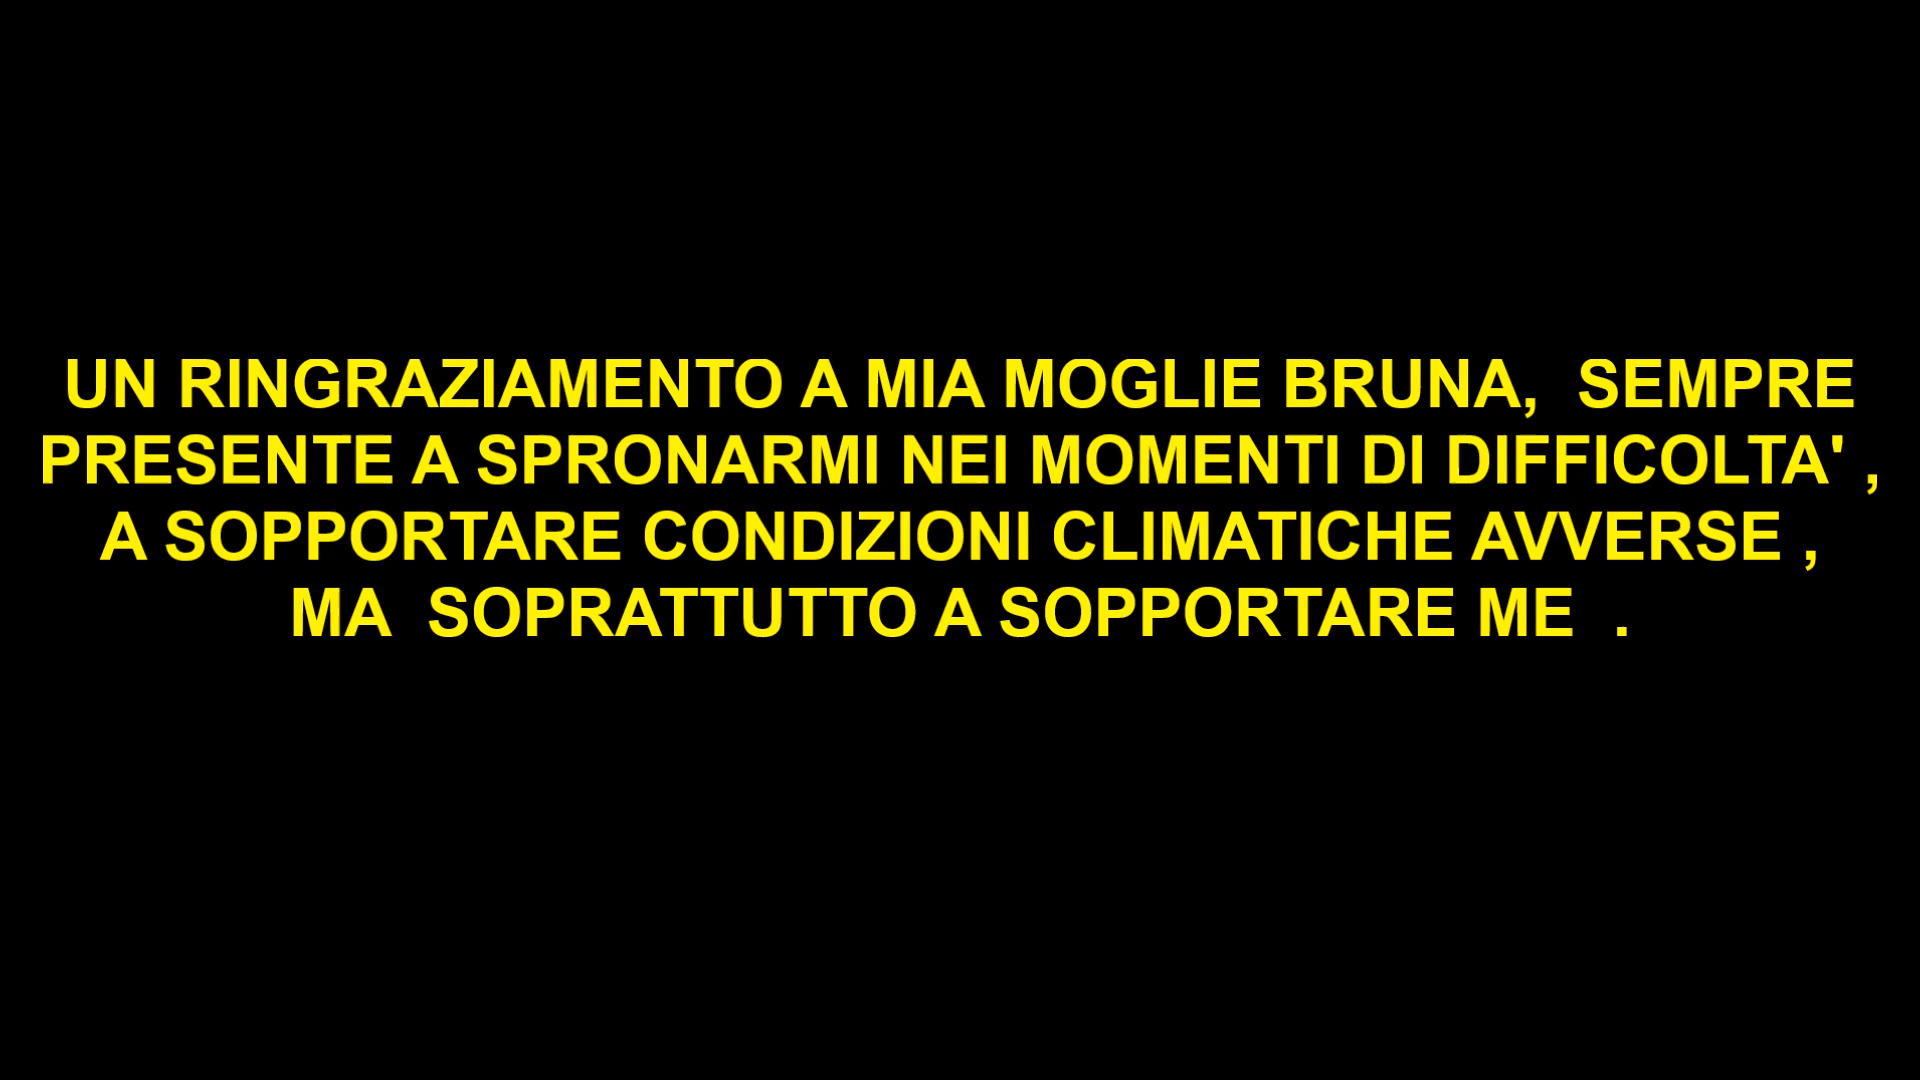 UN RINGRAZIAMENTO A MIA MOGLIE BRUNA,  SEMPRE
PRESENTE A SPRONARMI NEI MOMENTI DI DIFFICOLTA' ,
A SOPPORTARE CONDIZIONI CLIMATICHE AVVERSE ,
MA  SOPRATTUTTO A SOPPORTARE ME  .